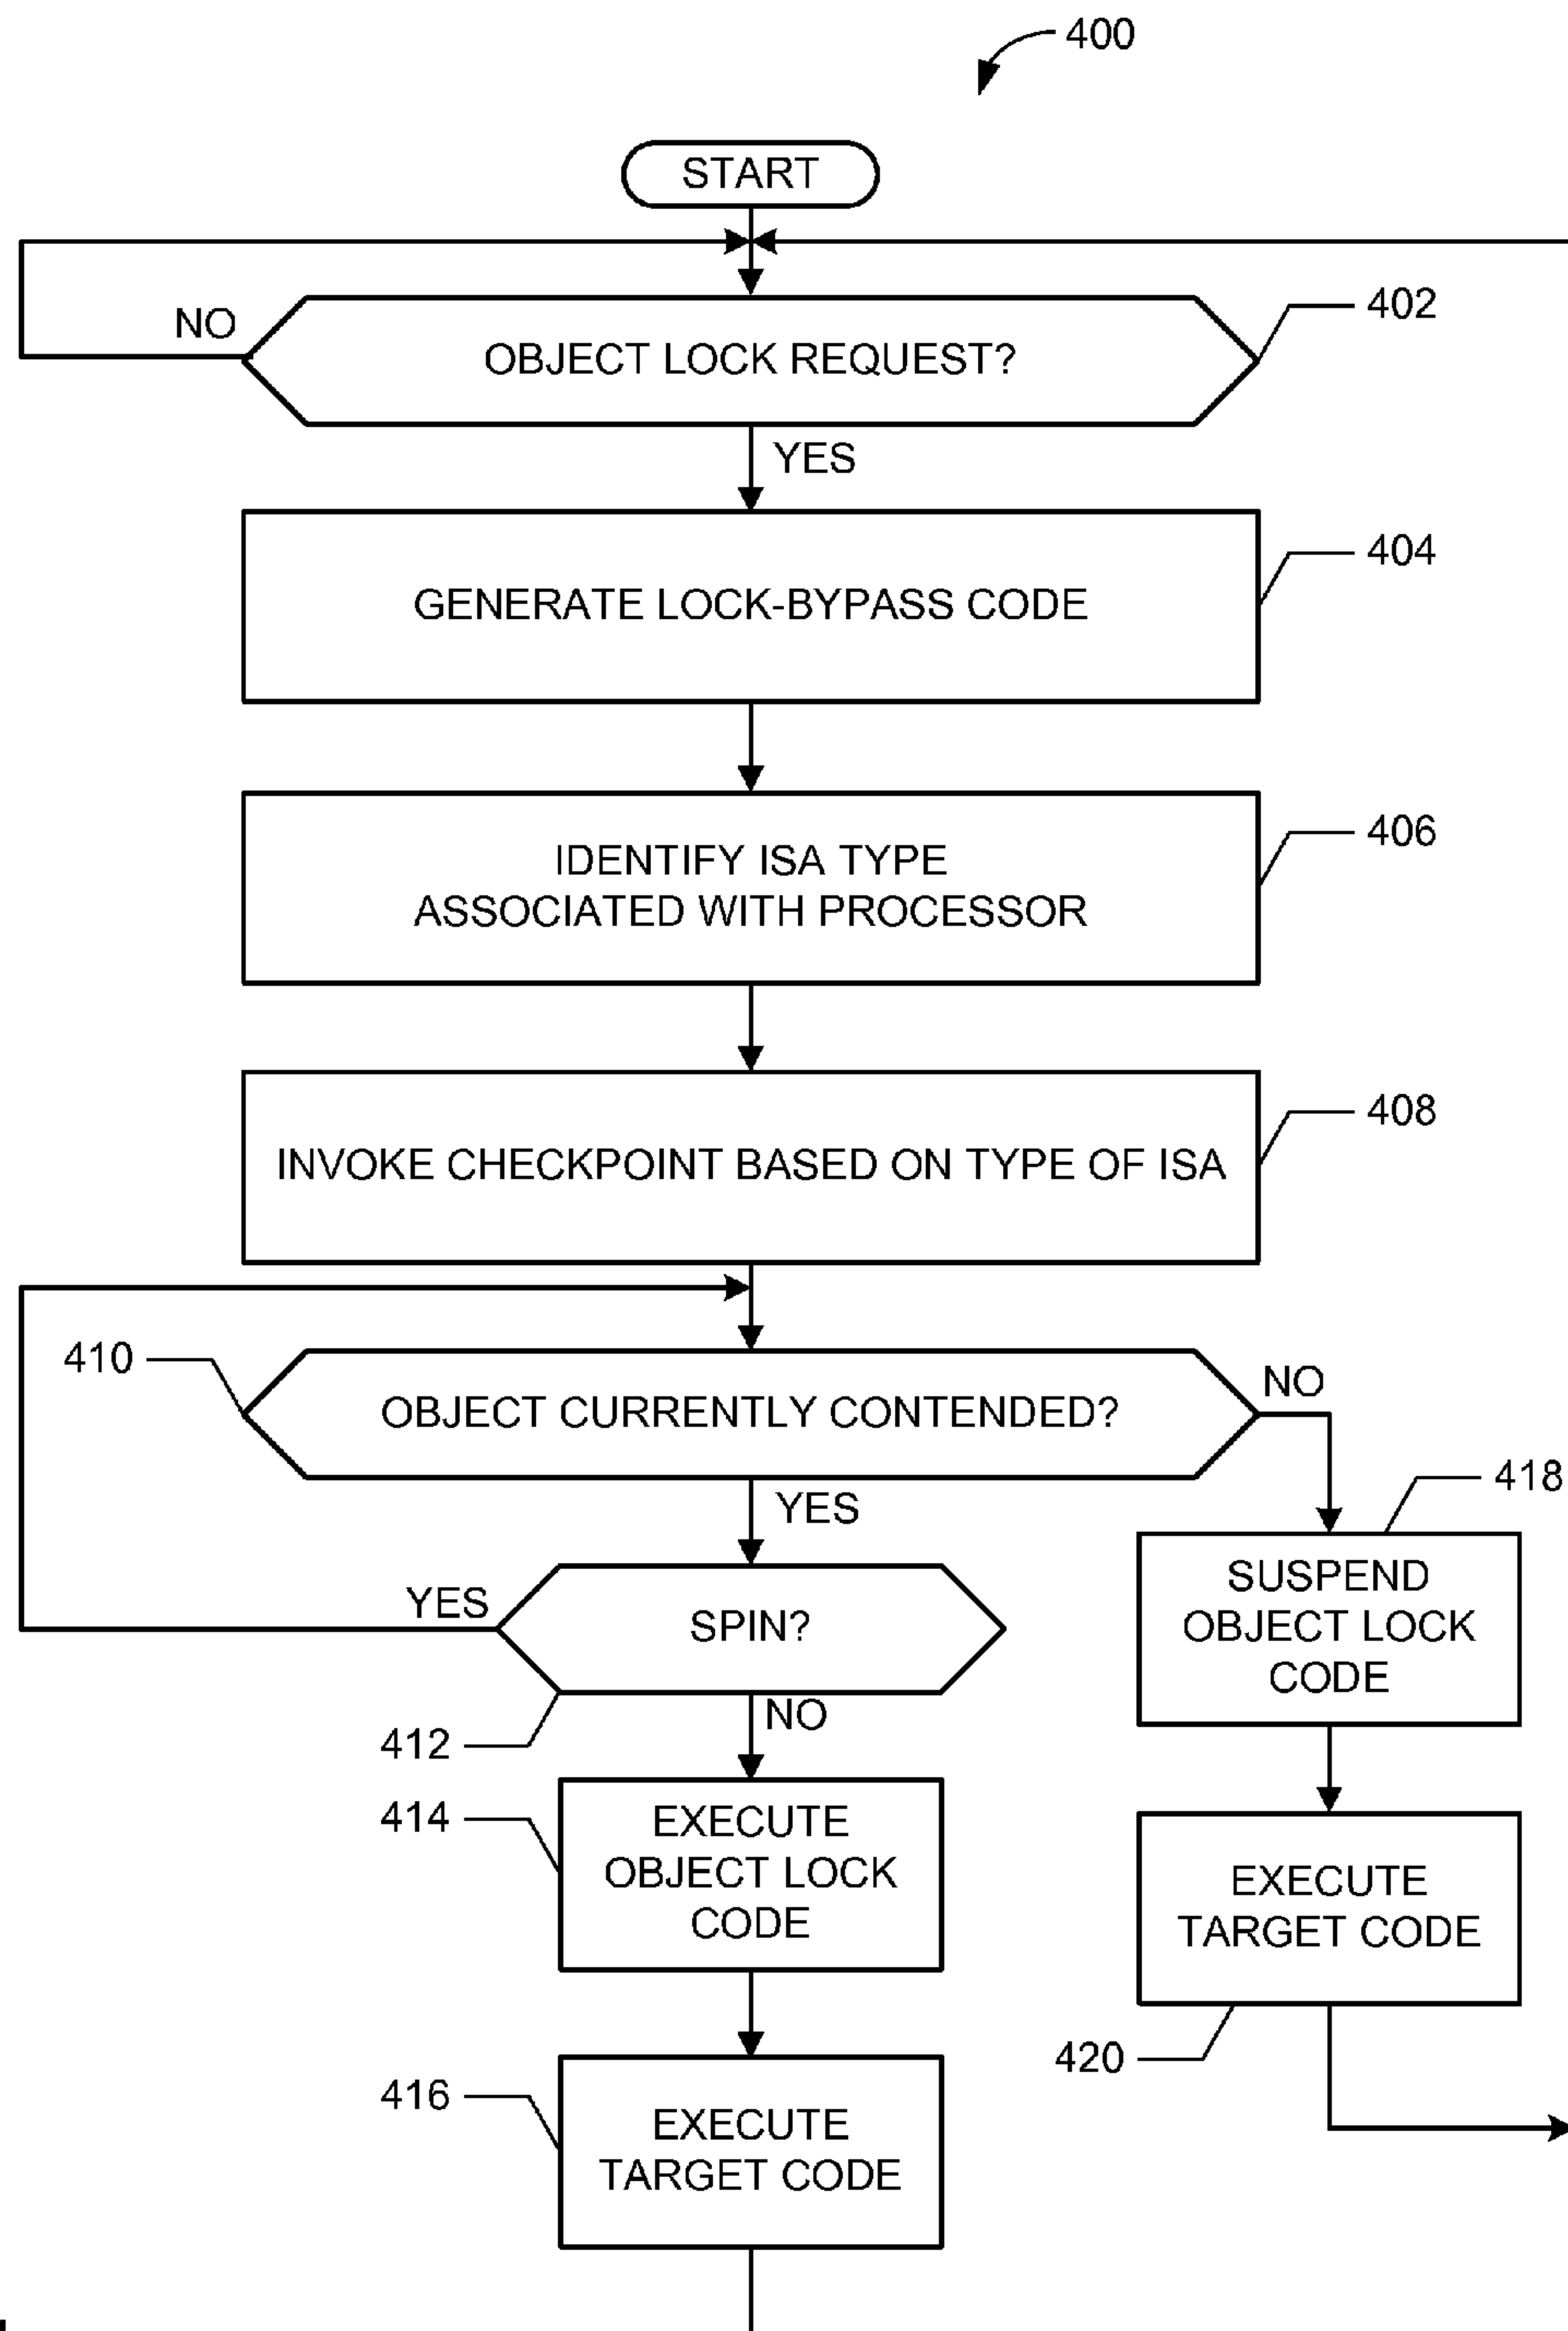 400
START
NO
402
OBJECT LOCK REQUEST?
YES
404
GENERATE LOCK-BYPASS CODE
406
IDENTIFY ISA TYPE
ASSOCIATED WITH PROCESSOR
408
INVOKE CHECKPOINT BASED ON TYPE OF ISA
410
NO
OBJECT CURRENTLY CONTENDED?
418
YES
SUSPEND
OBJECT LOCK
CODE
YES
SPIN?
NO
412
414
EXECUTE
OBJECT LOCK
CODE
EXECUTE
TARGET CODE
420
416
EXECUTE
TARGET CODE